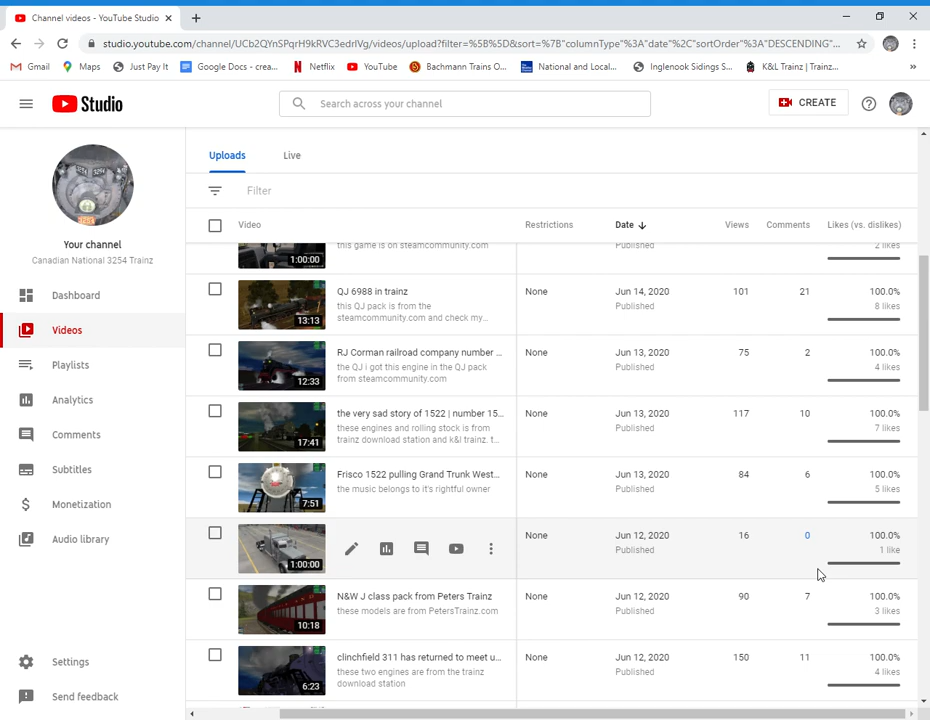 Channel videos - YouTube Studio
studio.youtube.com/channel/UCb2QYnSPqrH9kRVC3edrIVg/videos/upload?filter=%5B%5D&sort=%7B"columnType"%3A"date"%2C"sortOrder"%3A"DESCENDING"...
Gmail Maps Just Pay It Google Docs - crea... Netflix YouTube Bachmann Trains O... National and Local... Inglenook Sidings S... K&L Trainz | Trainz... »
Studio
Search across your channel
CREATE
Your channel
Canadian National 3254 Trainz
Dashboard
Videos
Playlists
Analytics
Comments
Subtitles
Monetization
Audio library
Settings
Send feedback
Uploads Live
Filter
Video Restrictions Date Views Comments Likes (vs. dislikes)
this game is on steamcommunity.com Published 2 likes
1:00:00
QJ 6988 in trainz None Jun 14, 2020 101 21 100.0%
this QJ pack is from the Published 8 likes
steamcommunity.com and check my...
13:13
RJ Corman railroad company number ... None Jun 13, 2020 75 2 100.0%
the QJ i got this engine in the QJ pack Published 4 likes
from steamcommunity.com
12:33
the very sad story of 1522 | number 15... None Jun 13, 2020 117 10 100.0%
these engines and rolling stock is from Published 7 likes
trainz download station and k&l trainz. t...
17:41
Frisco 1522 pulling Grand Trunk West... None Jun 13, 2020 84 6 100.0%
the music belongs to it's rightful owner Published 5 likes
7:51
None Jun 12, 2020 16 0 100.0%
Published 1 like
1:00:00
N&W J class pack from Peters Trainz None Jun 12, 2020 90 7 100.0%
these models are from PetersTrainz.com Published 3 likes
10:18
clinchfield 311 has returned to meet u... None Jun 12, 2020 150 11 100.0%
these two engines are from the trainz Published 4 likes
download station
6:23